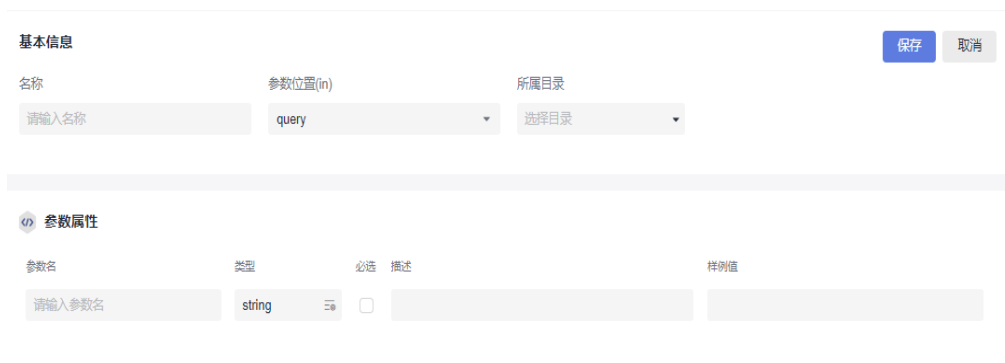 基本信息
保存 取消
名称 参数位置(in) 所属目录
请输入名称 query 选择目录
参数属性
参数名 类型 必选 描述 样例值
请输入参数名 string